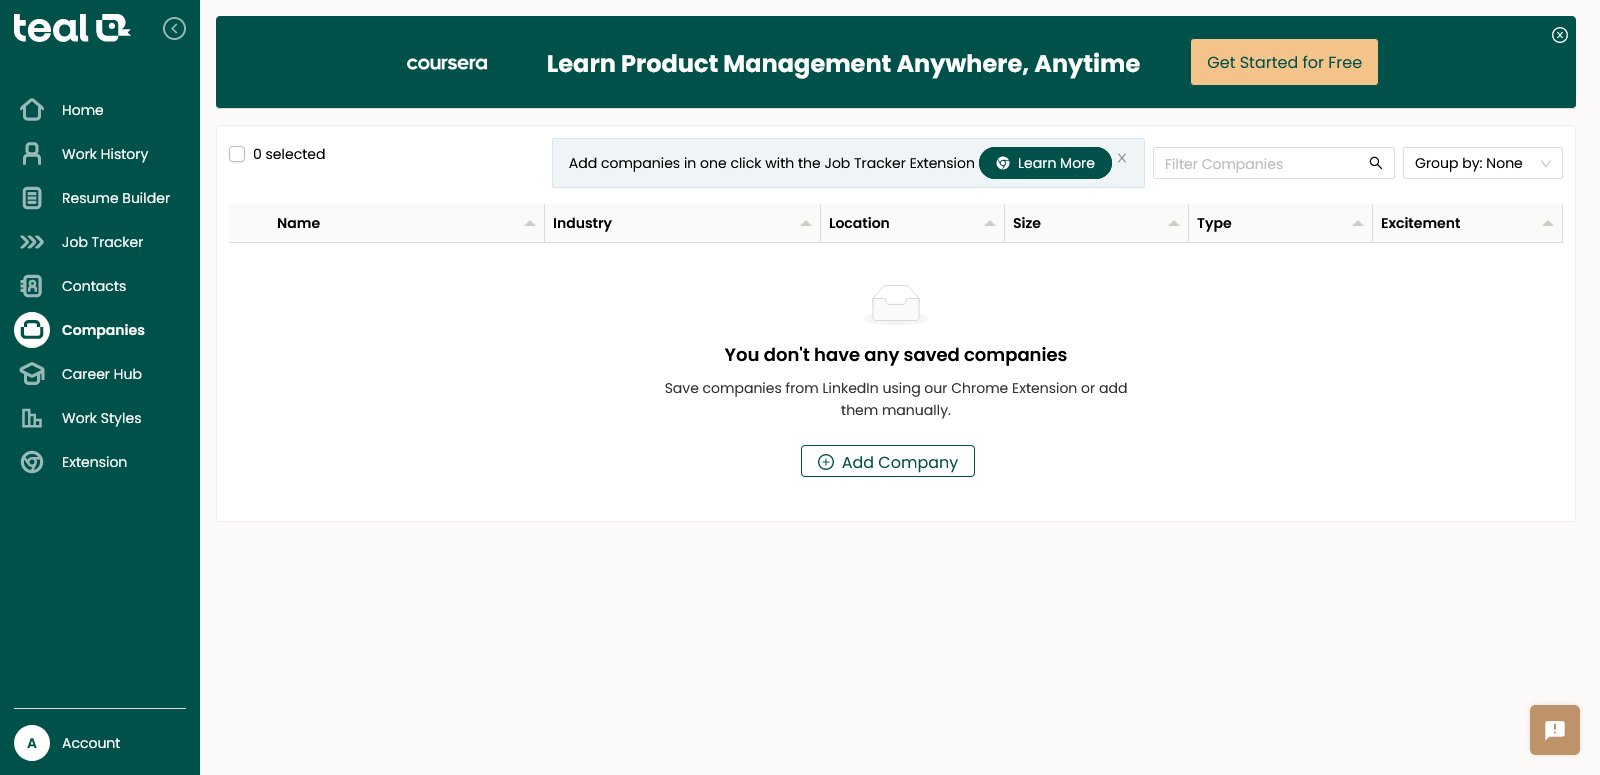 teal
Home
Work History
Resume Builder
Job Tracker
Contacts
Companies
Career Hub
Work Styles
Extension
A Account
coursera Learn Product Management Anywhere, Anytime Get Started for Free
0 selected
Add companies in one click with the Job Tracker Extension Learn More
Filter Companies
Group by: None
Name Industry Location Size Type Excitement
You don't have any saved companies
Save companies from LinkedIn using our Chrome Extension or add
them manually.
Add Company